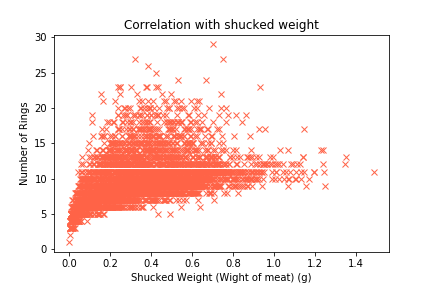 Correlation with shucked weight
30
25
20
15
10
5
0
Number of Rings
0.0 0.2 0.4 0.6 0.8 1.0 1.2 1.4
Shucked Weight (Wight of meat) (g)